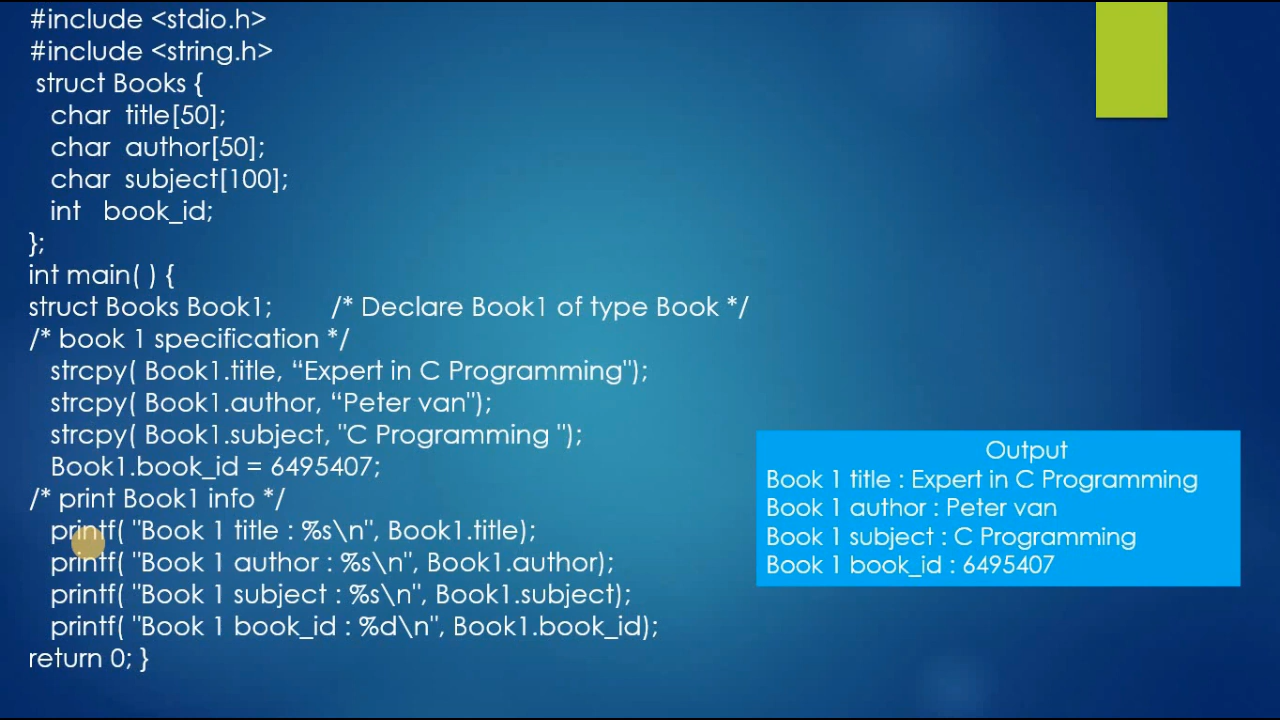 #include <stdio.h>
#include <string.h>
struct Books {
char title[50];
char author[50];
char subject[100];
int book_id;
};
int main( ) {
struct Books Book1; /* Declare Book1 of type Book */
/* book 1 specification */
strcpy( Book1.title, “Expert in C Programming");
strcpy( Book1.author, “Peter van");
strcpy( Book1.subject, "C Programming ");
Book1.book_id = 6495407;
/* print Book1 info */
printf( "Book 1 title : %s\n", Book1.title);
printf( "Book 1 author : %s\n", Book1.author);
printf( "Book 1 subject : %s\n", Book1.subject);
printf( "Book 1 book_id : %d\n", Book1.book_id);
return 0; }
Output
Book 1 title : Expert in C Programming
Book 1 author : Peter van
Book 1 subject : C Programming
Book 1 book_id : 6495407